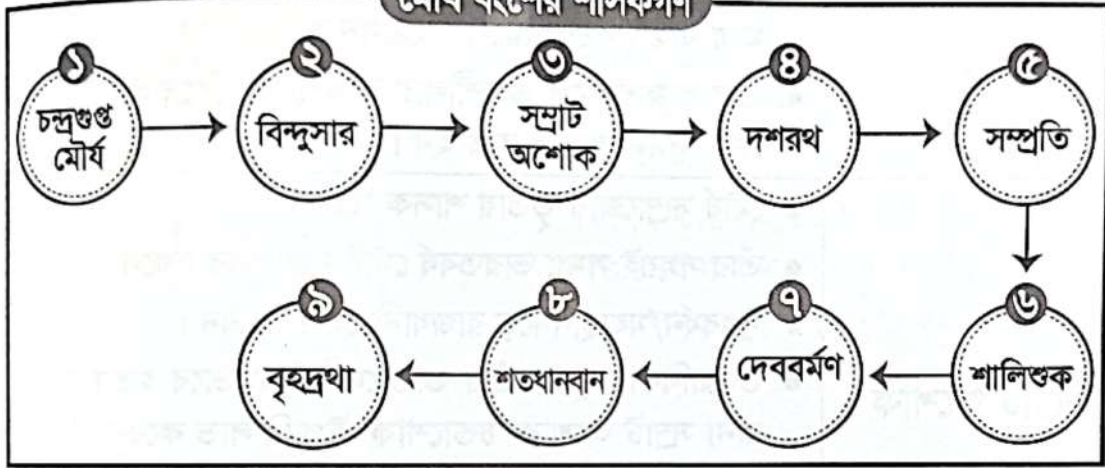 মৌর্য বংশের শাসকগণ
১
চন্দ্রগুপ্ত
মৌর্য
২
বিন্দুসার
৩
সম্রাট
অশোক
৪
দশরথ
৫
সম্প্রতি
৬
শালিশুক
৭
দেববর্মণ
৮
শতধানবান
৯
বৃহদ্রথা